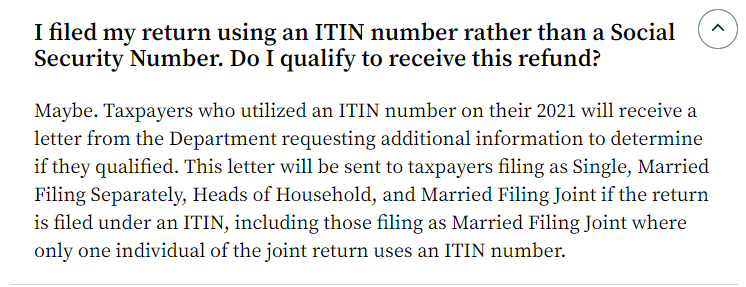 I filed my return using an ITIN number rather than a Social
Security Number. Do I qualify to receive this refund?
Maybe. Taxpayers who utilized an ITIN number on their 2021 will receive a
letter from the Department requesting additional information to determine
if they qualified. This letter will be sent to taxpayers filing as Single, Married
Filing Separately, Heads of Household, and Married Filing Joint if the return
is filed under an ITIN, including those filing as Married Filing Joint where
only one individual of the joint return uses an ITIN number.